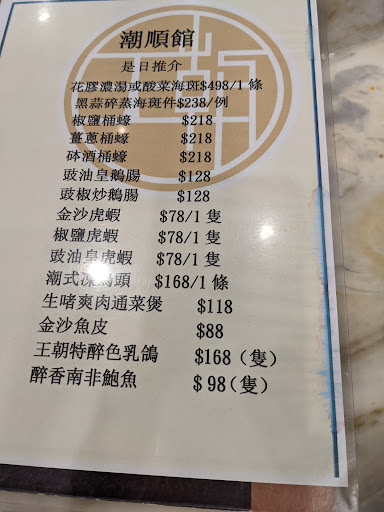 潮順館
是日推介
花膠濃湯或酸菜海斑$498/1 條
黑蒜碎蒸海斑件$238/例
椒鹽桶蠔 $218
薑蔥桶蠔 $218
砵酒桶蠔 $218
豉油皇鵝腸 $128
豉椒炒鵝腸 $128
金沙虎蝦 $78/1 隻
椒鹽虎蝦 $78/1 隻
豉油皇虎蝦 $78/1 隻
潮式凍烏頭 $168/1 條
生啫爽肉通菜煲 $118
金沙魚皮 $88
王朝特醉色乳鴿 $168（隻）
醉香南非鮑魚 $98（隻）